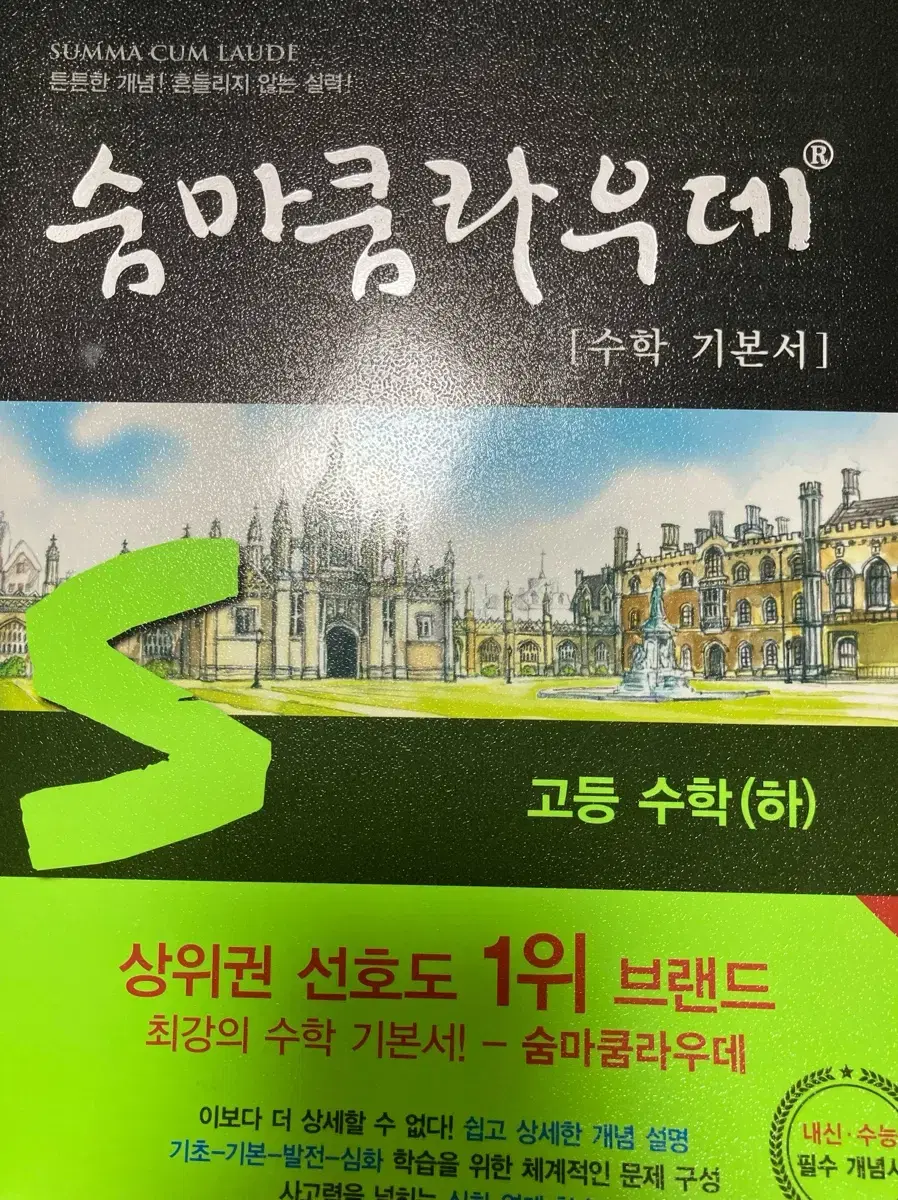 SUMMA CUM LAUDE
튼튼한 개념! 흔들리지 않는 실력!
숨마쿰라우데®
[수학 기본서]
S
고등 수학(하)
상위권 선호도 1위 브랜드
최강의 수학 기본서! - 숨마쿰라우데
이보다 더 상세할 수 없다! 쉽고 상세한 개념 설명
기초-기본-발전-심화 학습을 위한 체계적인 문제 구성
내신·수능
필수 개념서